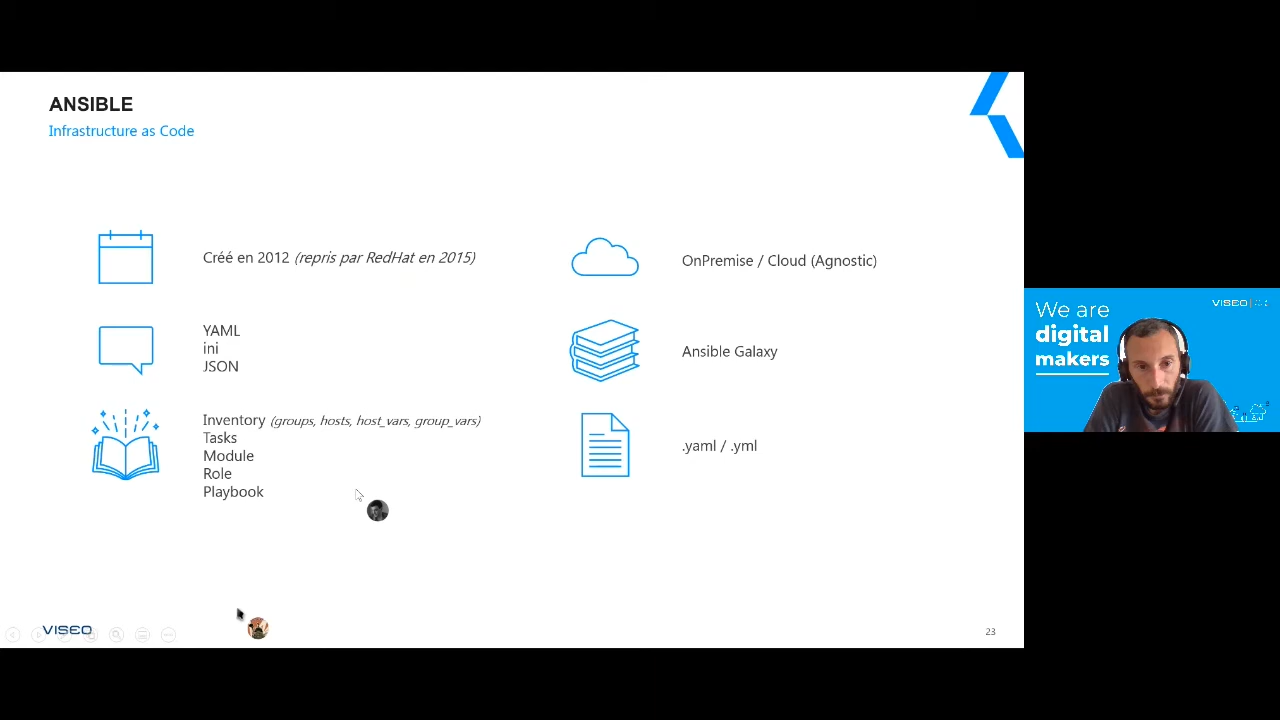 ANSIBLE
Infrastructure as Code
Créé en 2012 (repris par RedHat en 2015)
YAML
ini
JSON
Inventory (groups, hosts, host_vars, group_vars)
Tasks
Module
Role
Playbook
OnPremise / Cloud (Agnostic)
Ansible Galaxy
.yaml / .yml
VISEO
23
VISEO
We are
digital
makers